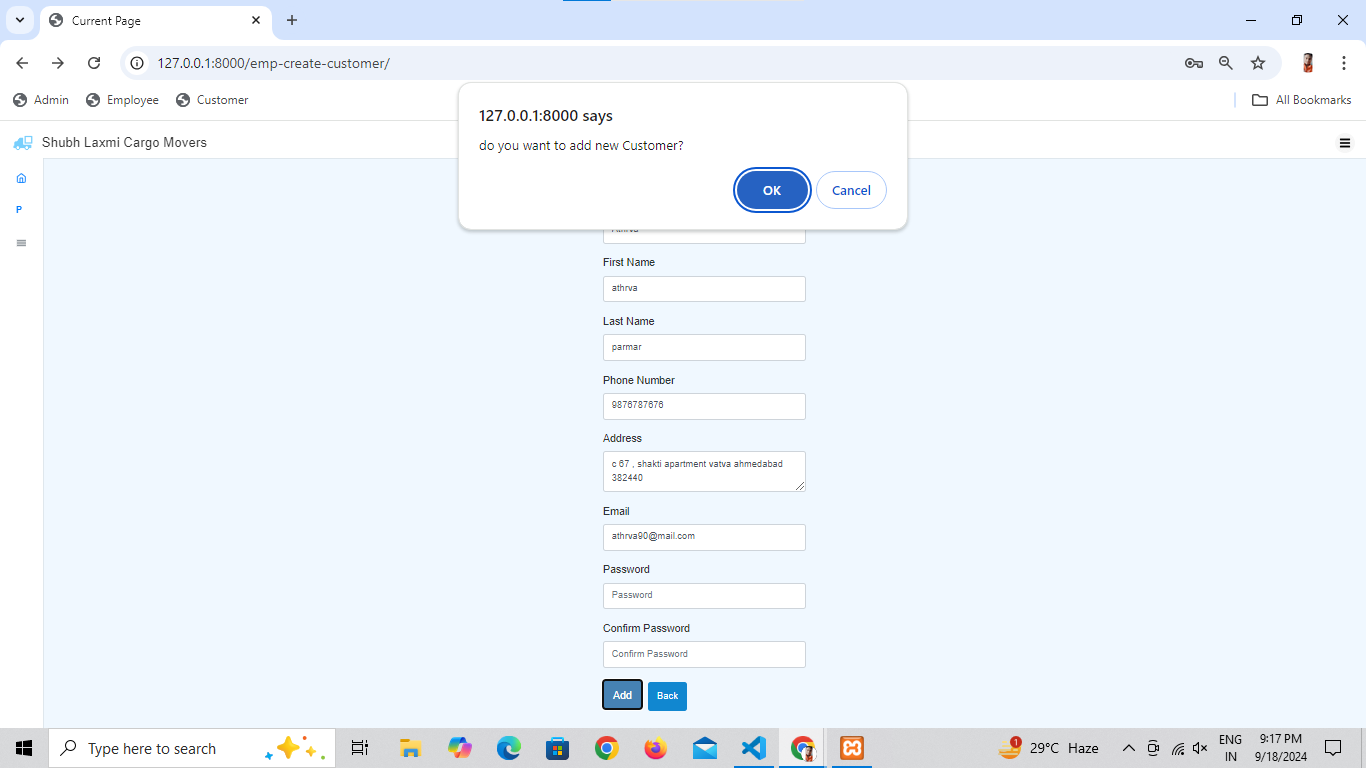 Current Page
127.0.0.1:8000/emp-create-customer/
Admin Employee Customer All Bookmarks
127.0.0.1:8000 says
do you want to add new Customer?
OK Cancel
Shubh Laxmi Cargo Movers
P
First Name
athrva
Last Name
parmar
Phone Number
9876787676
Address
c 67 , shakti apartment vatva ahmedabad
382440
Email
athrva90@mail.com
Password
Password
Confirm Password
Confirm Password
Add Back
Type here to search
1
29°C Haze
ENG
IN
9:17 PM
9/18/2024